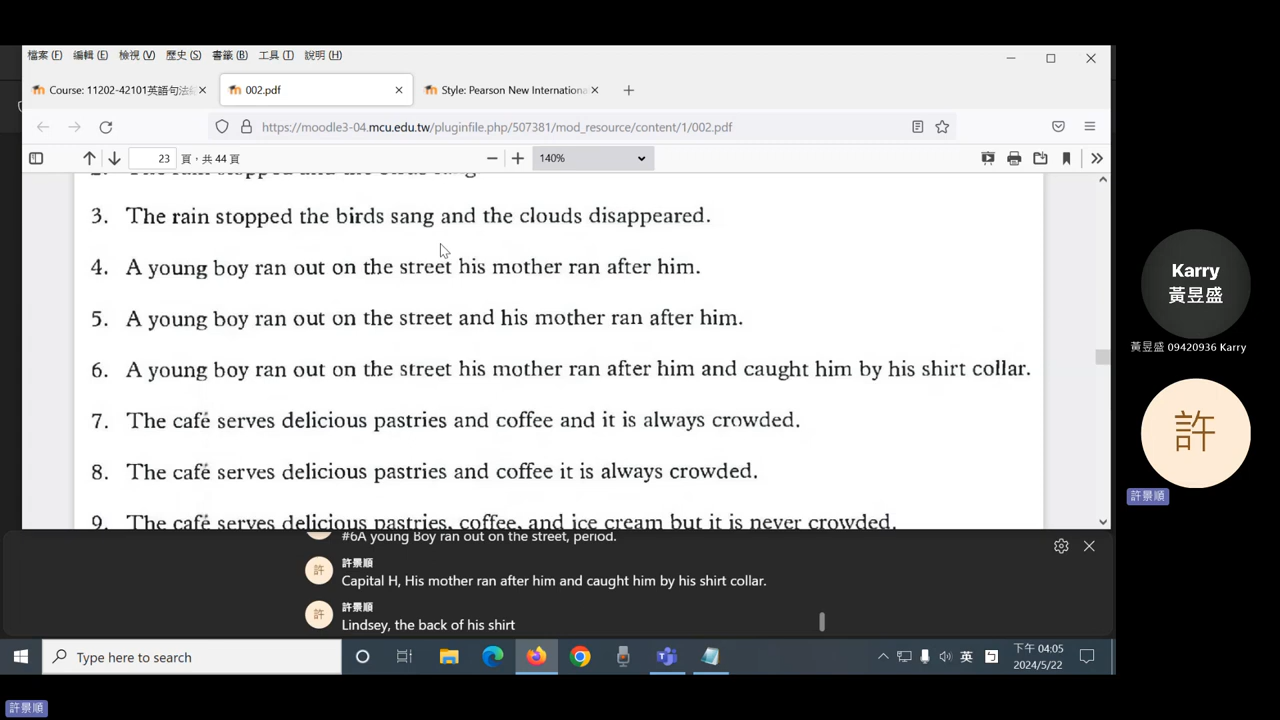 檔案 (F) 編輯 (E) 檢視 (V) 歷史 (S) 書籤 (B) 工具 (T) 說明 (H)
Course: 11202-42101英語句法 002.pdf Style: Pearson New Internationa
https://moodle3-04.mcu.edu.tw/pluginfile.php/507381/mod_resource/content/1/002.pdf
23 頁，共 44 頁 140%
2. The rain stopped and the birds sang
3. The rain stopped the birds sang and the clouds disappeared.
4. A young boy ran out on the street his mother ran after him.
5. A young boy ran out on the street and his mother ran after him.
6. A young boy ran out on the street his mother ran after him and caught him by his shirt collar.
7. The café serves delicious pastries and coffee and it is always crowded.
8. The café serves delicious pastries and coffee it is always crowded.
9. The café serves delicious pastries, coffee, and ice cream but it is never crowded.
#6A young Boy ran out on the street, period.
許景順
Capital H, His mother ran after him and caught him by his shirt collar.
許景順
Lindsey, the back of his shirt
許
許
Karry
黃昱盛
黃昱盛 09420936 Karry
許
許景順
Type here to search
英
下午 04:05
2024/5/22
許景順